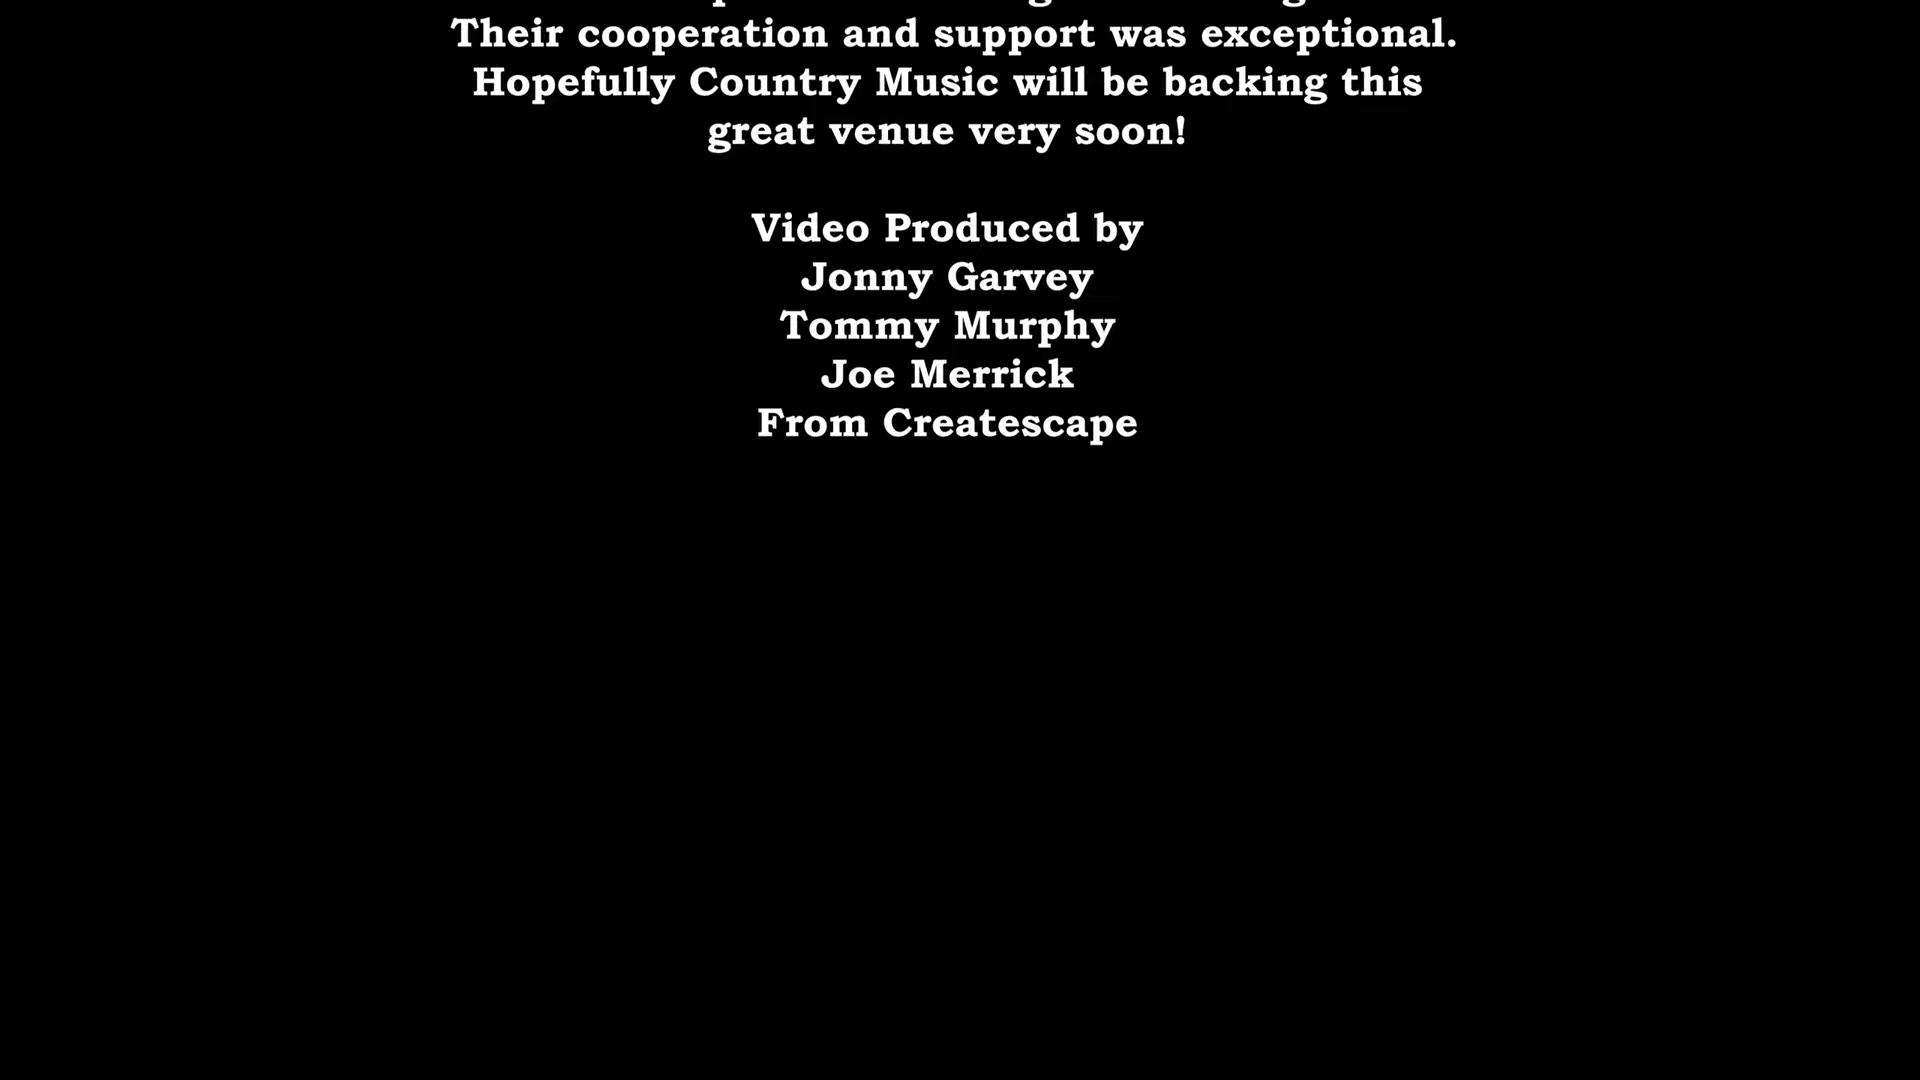 Their cooperation and support was exceptional.
Hopefully Country Music will be backing this
great venue very soon!
Video Produced by
Jonny Garvey
Tommy Murphy
Joe Merrick
From Createscape